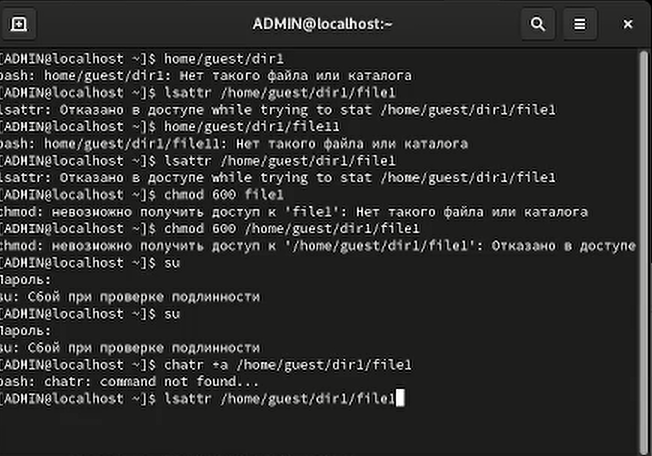 ADMIN@localhost:~
[ADMIN@localhost ~]$ home/guest/dir1
bash: home/guest/dir1: Нет такого файла или каталога
[ADMIN@localhost ~]$ lsattr /home/guest/dir1/file1
lsattr: Отказано в доступе while trying to stat /home/guest/dir1/file1
[ADMIN@localhost ~]$ home/guest/dir1/file11
bash: home/guest/dir1/file11: Нет такого файла или каталога
[ADMIN@localhost ~]$ lsattr /home/guest/dir1/file1
lsattr: Отказано в доступе while trying to stat /home/guest/dir1/file1
[ADMIN@localhost ~]$ chmod 600 file1
chmod: невозможно получить доступ к 'file1': Нет такого файла или каталога
[ADMIN@localhost ~]$ chmod 600 /home/guest/dir1/file1
chmod: невозможно получить доступ к '/home/guest/dir1/file1': Отказано в доступе
[ADMIN@localhost ~]$ su
Пароль:
su: Сбой при проверке подлинности
[ADMIN@localhost ~]$ su
Пароль:
su: Сбой при проверке подлинности
[ADMIN@localhost ~]$ chatr +a /home/guest/dir1/file1
bash: chatr: command not found...
[ADMIN@localhost ~]$ lsattr /home/guest/dir1/file1